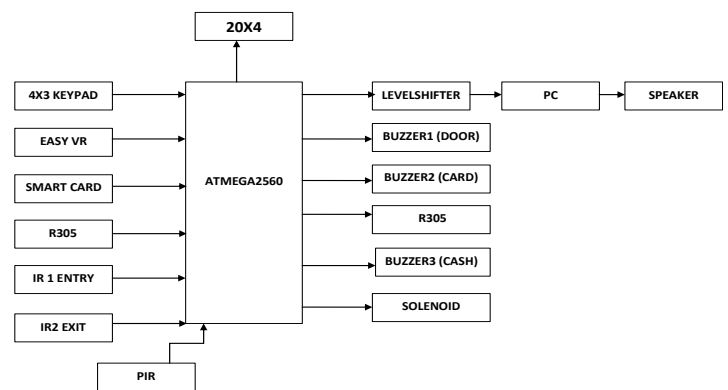 20X4
4X3 KEYPAD
LEVELSHIFTER
PC
SPEAKER
EASY VR
BUZZER1 (DOOR)
SMART CARD
ATMEGA2560
BUZZER2 (CARD)
R305
R305
IR 1 ENTRY
BUZZER3 (CASH)
IR2 EXIT
SOLENOID
PIR